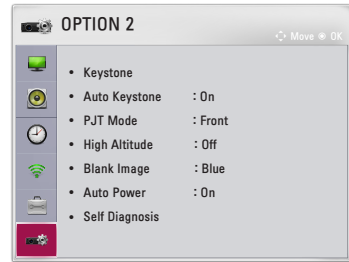 OPTION 2
Move ⦿ OK
• Keystone
• Auto Keystone : On
• PJT Mode : Front
• High Altitude : Off
• Blank Image : Blue
• Auto Power : On
• Self Diagnosis